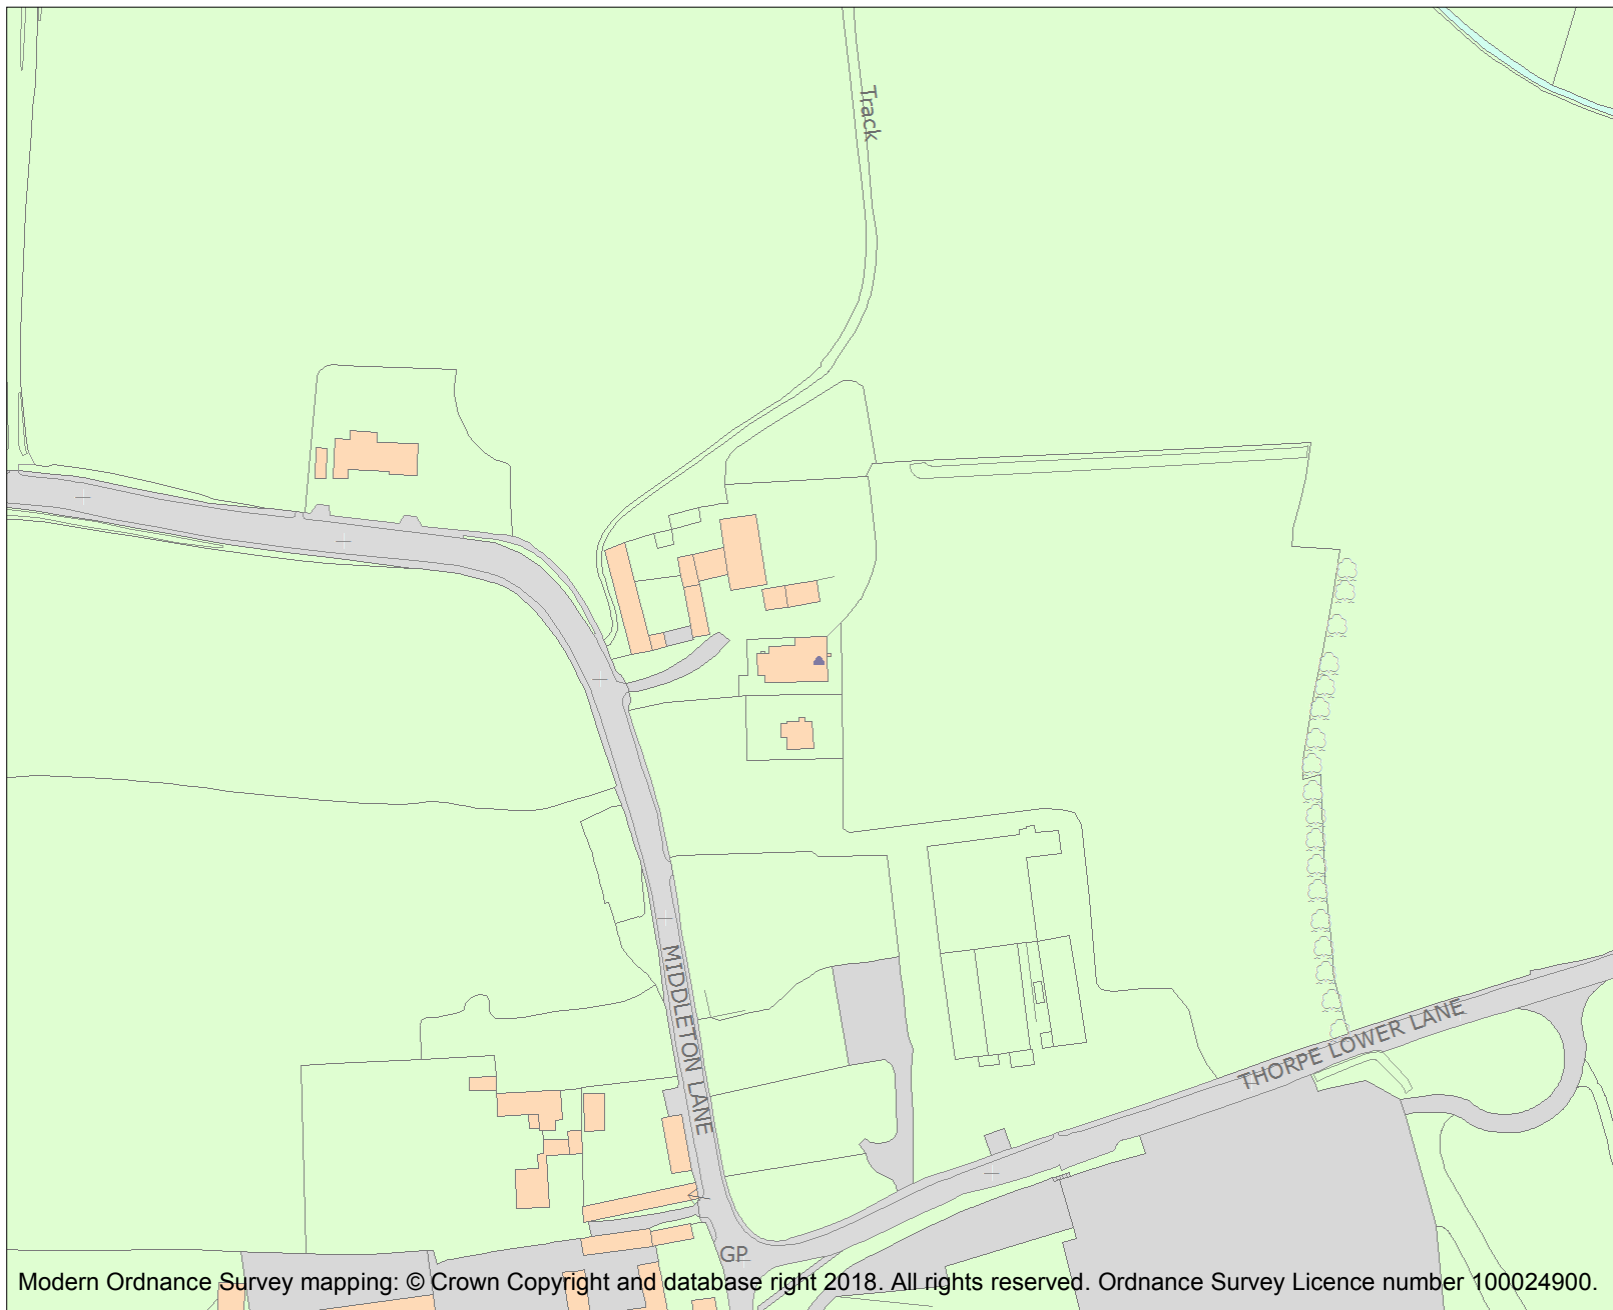 Track
MIDDLETON LANE
THORPE LOWER LANE
GP
Modern Ordnance Survey mapping: © Crown Copyright and database right 2018. All rights reserved. Ordnance Survey Licence number 100024900.